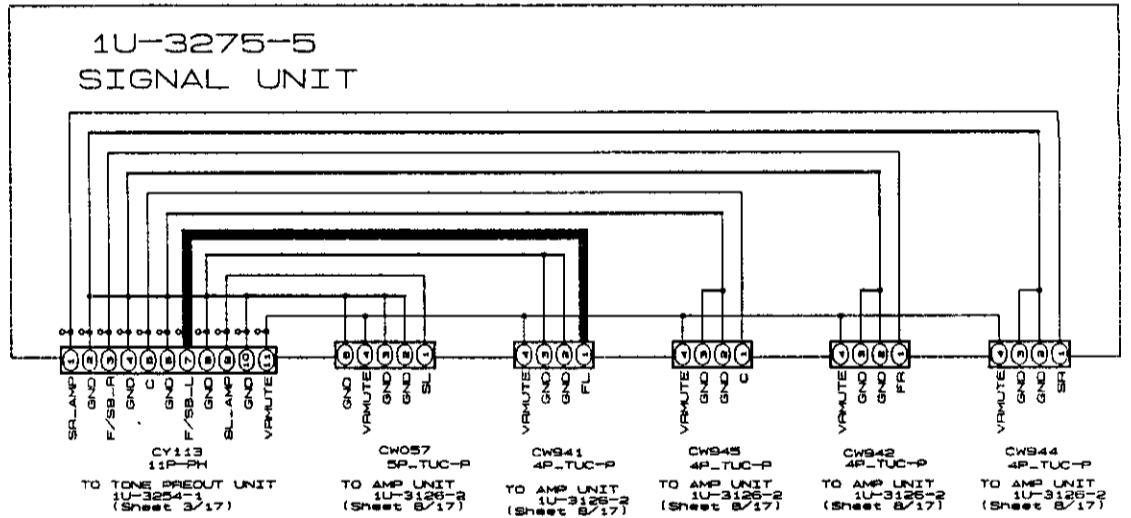 1U-3275-5
SIGNAL UNIT
1 2 3 4 5 6 7 8 9 10 11
SR_AMP
GND
F/SB_R
GND
C
GND
F/SB_L
GND
SL_AMP
GND
VRMUTE
CY113
11P-PH
TO TONE PREOUT UNIT
1U-3254-1
(Sheet 3/17)
5 4 3 2 1
GND
VRMUTE
GND
GND
SL
CW057
5P_TUC-P
TO AMP UNIT
1U-3126-2
(Sheet 8/17)
4 3 2 1
VRMUTE
GND
GND
FL
CW941
4P_TUC-P
TO AMP UNIT
1U-3126-2
(Sheet 8/17)
4 3 2 1
VRMUTE
GND
GND
C
CW945
4P_TUC-P
TO AMP UNIT
1U-3126-2
(Sheet 8/17)
4 3 2 1
VRMUTE
GND
GND
FR
CW942
4P_TUC-P
TO AMP UNIT
1U-3126-2
(Sheet 8/17)
4 3 2 1
VRMUTE
GND
GND
SR
CW944
4P_TUC-P
TO AMP UNIT
1U-3126-2
(Sheet 8/17)